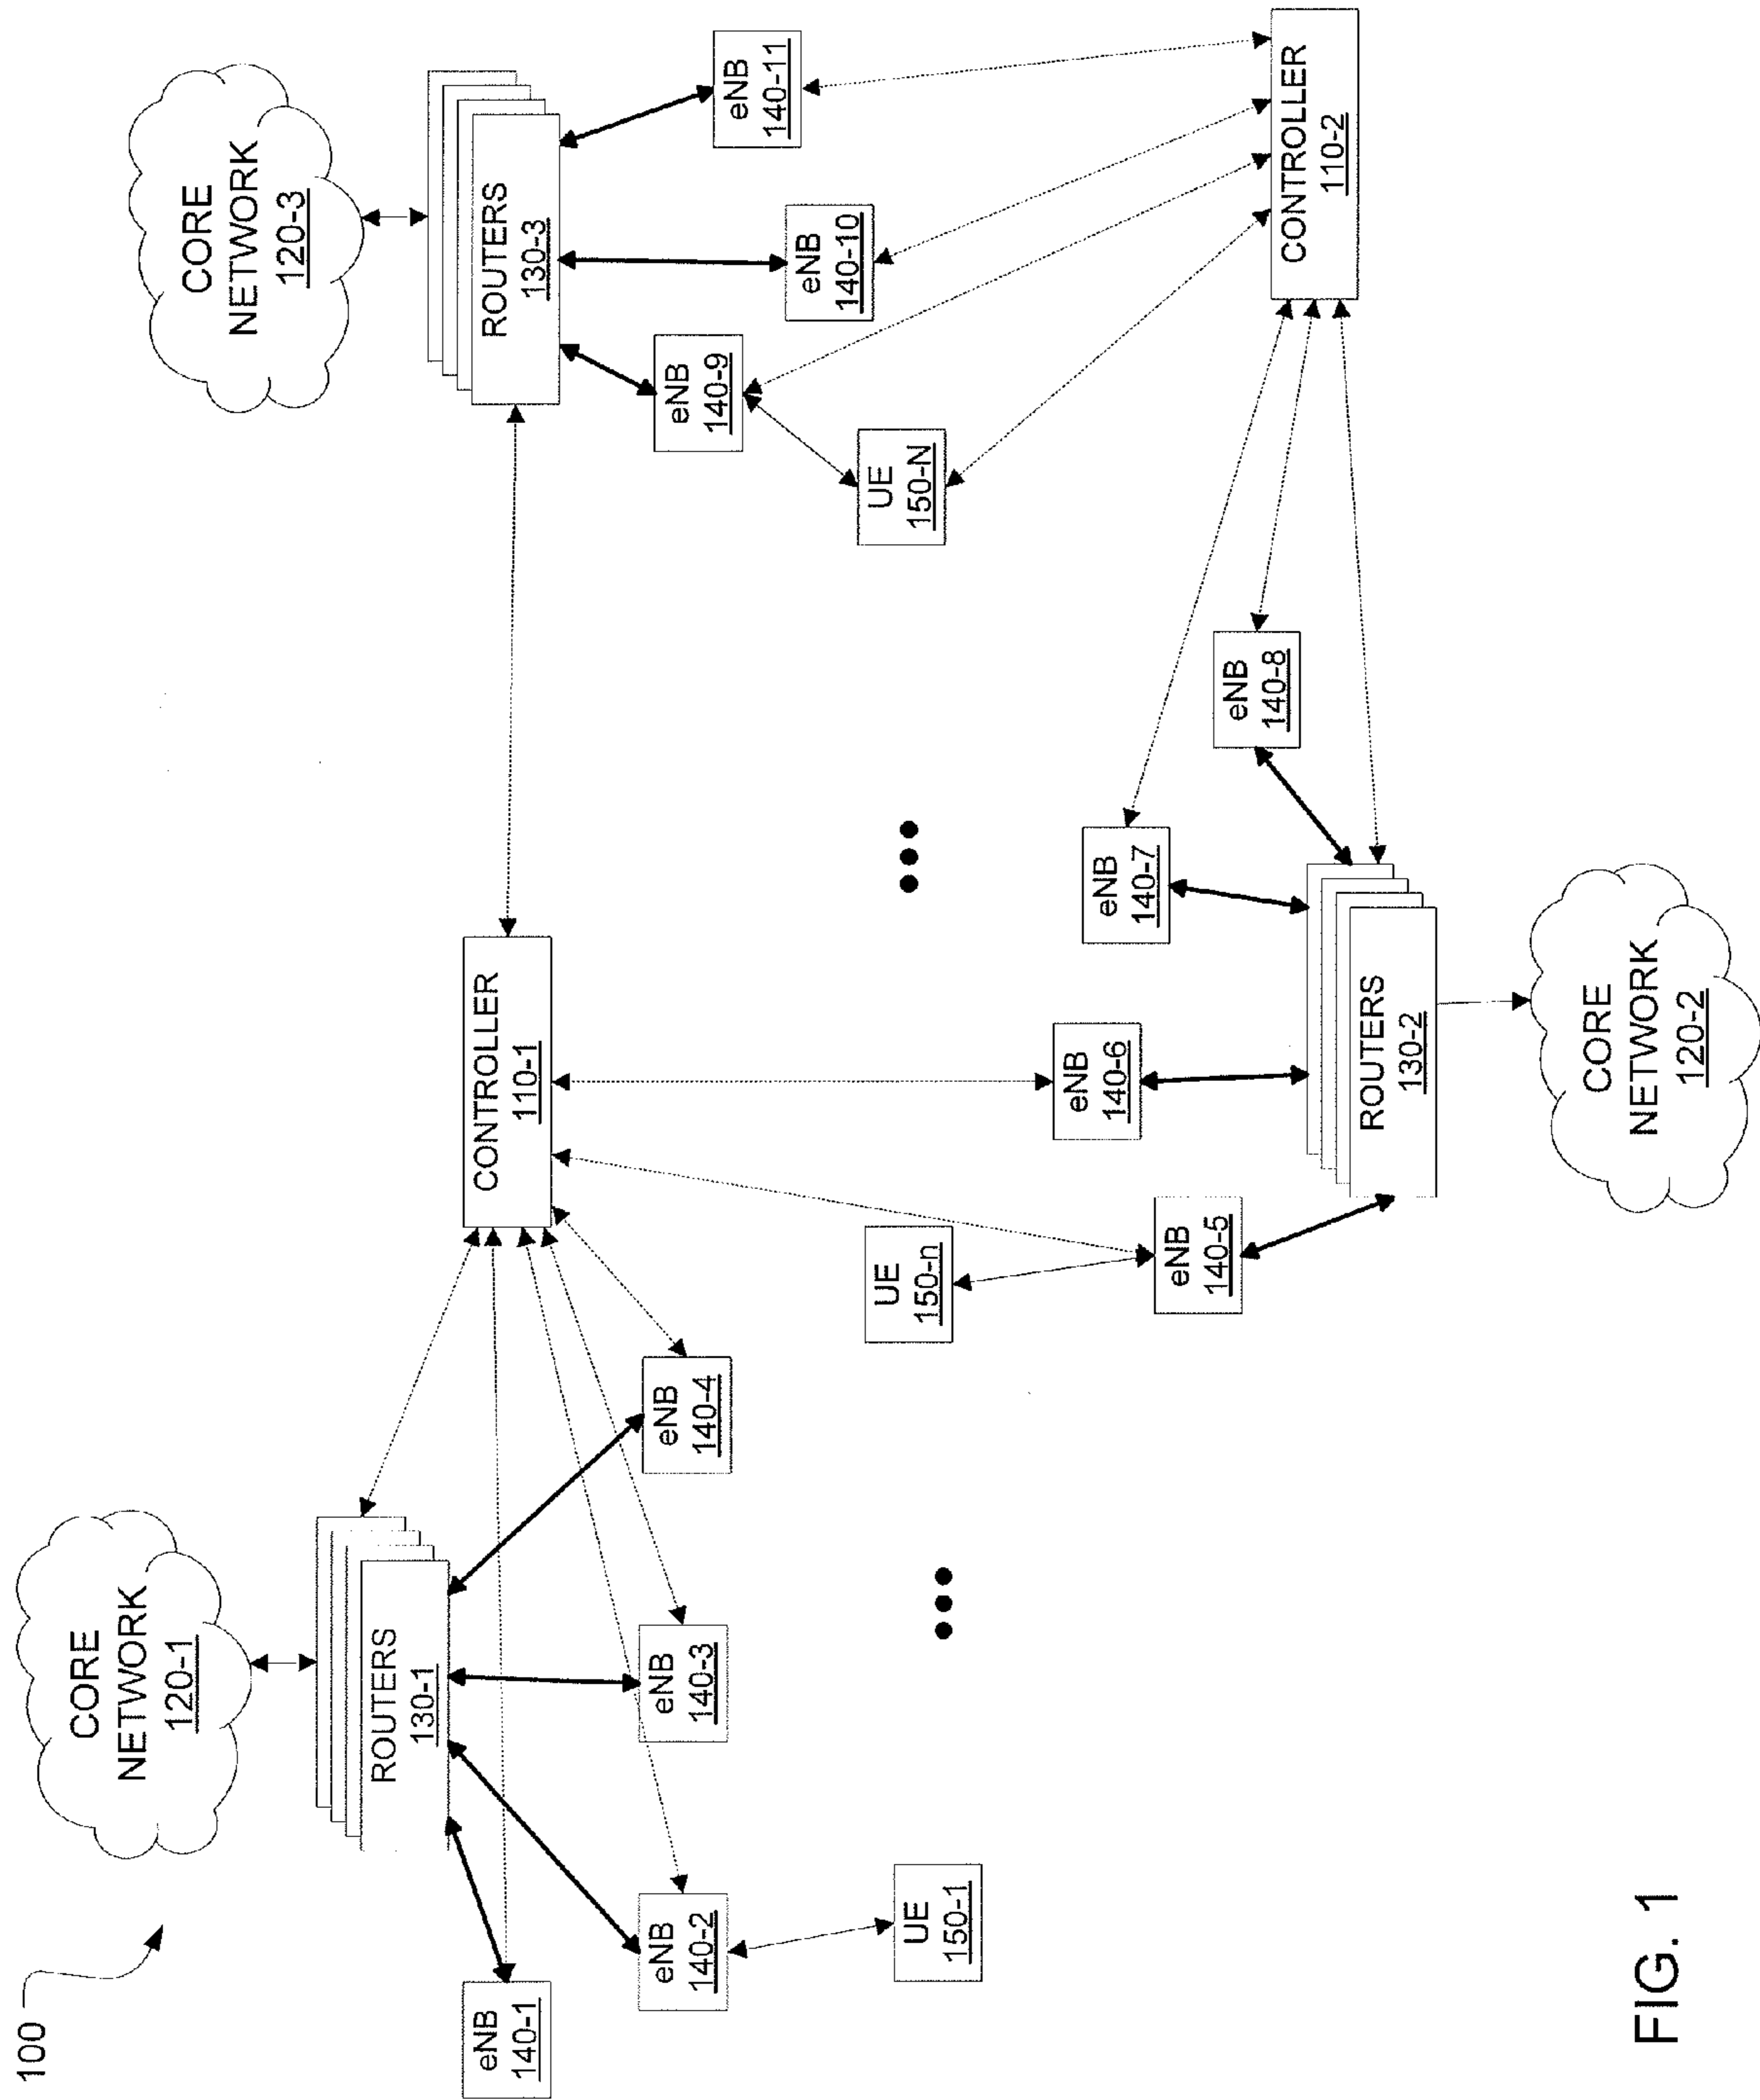 100
CORE
NETWORK
120-1
ROUTERS
130-1
eNB
140-1
eNB
140-2
eNB
140-3
eNB
140-4
UE
150-1
CONTROLLER
110-1
CORE
NETWORK
120-3
ROUTERS
130-3
eNB
140-9
eNB
140-10
eNB
140-11
UE
150-N
UE
150-n
eNB
140-5
eNB
140-6
eNB
140-7
eNB
140-8
ROUTERS
130-2
CORE
NETWORK
120-2
CONTROLLER
110-2
FIG. 1